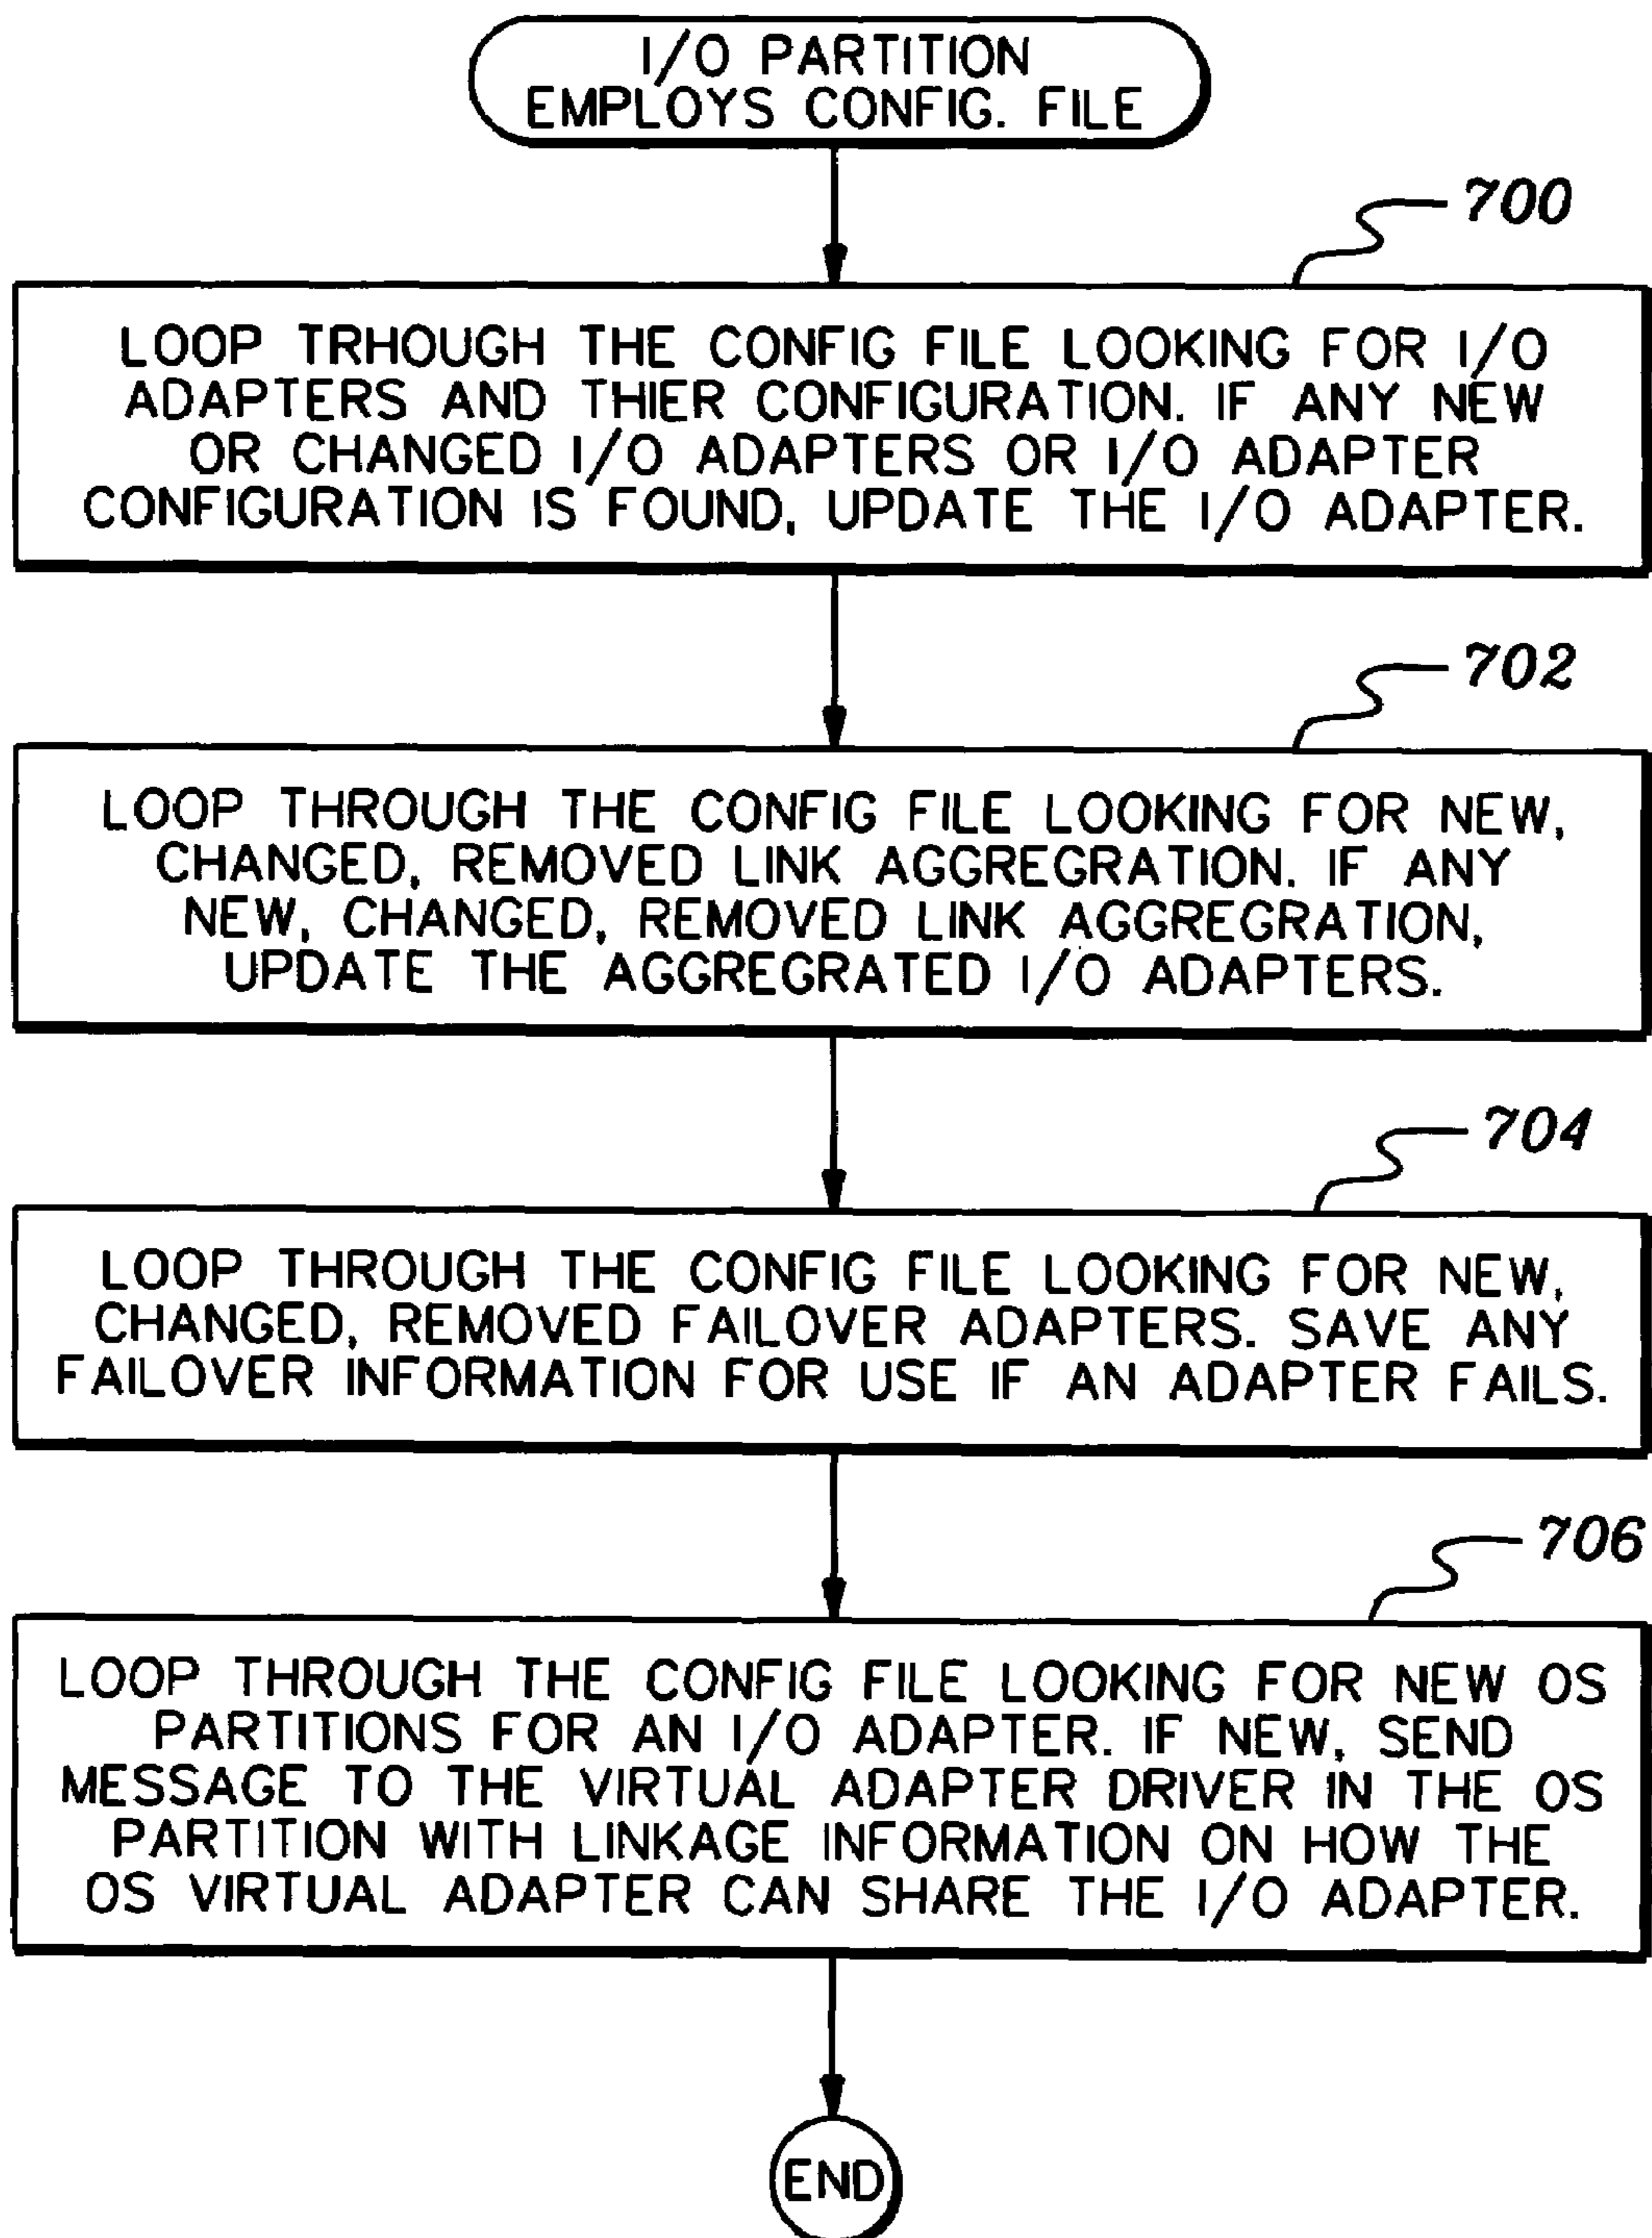 I/O PARTITION
EMPLOYS CONFIG. FILE
700
LOOP TRHOUGH THE CONFIG FILE LOOKING FOR I/O
ADAPTERS AND THIER CONFIGURATION. IF ANY NEW
OR CHANGED I/O ADAPTERS OR I/O ADAPTER
CONFIGURATION IS FOUND, UPDATE THE I/O ADAPTER.
702
LOOP THROUGH THE CONFIG FILE LOOKING FOR NEW,
CHANGED, REMOVED LINK AGGREGRATION. IF ANY
NEW, CHANGED, REMOVED LINK AGGREGRATION,
UPDATE THE AGGREGRATED I/O ADAPTERS.
704
LOOP THROUGH THE CONFIG FILE LOOKING FOR NEW,
CHANGED, REMOVED FAILOVER ADAPTERS. SAVE ANY
FAILOVER INFORMATION FOR USE IF AN ADAPTER FAILS.
706
LOOP THROUGH THE CONFIG FILE LOOKING FOR NEW OS
PARTITIONS FOR AN I/O ADAPTER. IF NEW, SEND
MESSAGE TO THE VIRTUAL ADAPTER DRIVER IN THE OS
PARTITION WITH LINKAGE INFORMATION ON HOW THE
OS VIRTUAL ADAPTER CAN SHARE THE I/O ADAPTER.
END